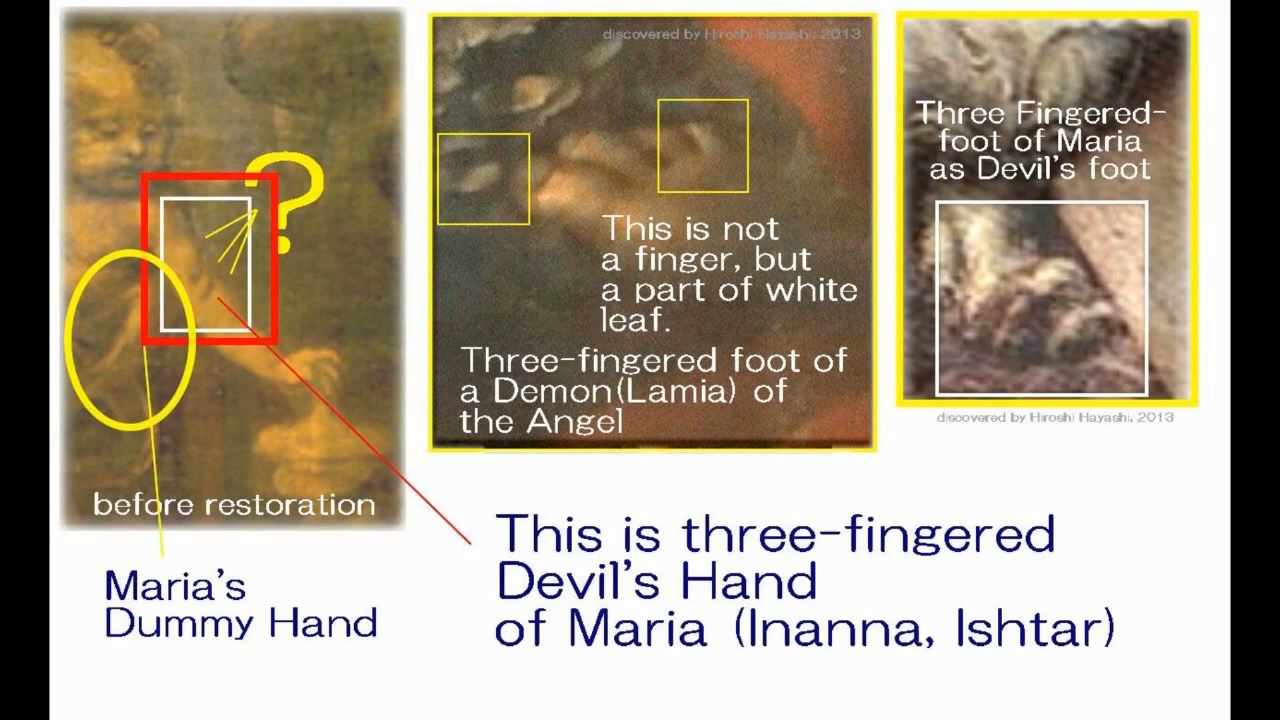 discovered by Hiroshi Hayashi, 2013
?
This is not
a finger, but
a part of white
leaf.
Three-fingered foot of
a Demon(Lamia) of
the Angel
Three Fingered-
foot of Maria
as Devil's foot
discovered by Hiroshi Hayashi, 2013
before restoration
Maria's
Dummy Hand
This is three-fingered
Devil's Hand
of Maria (Inanna, Ishtar)